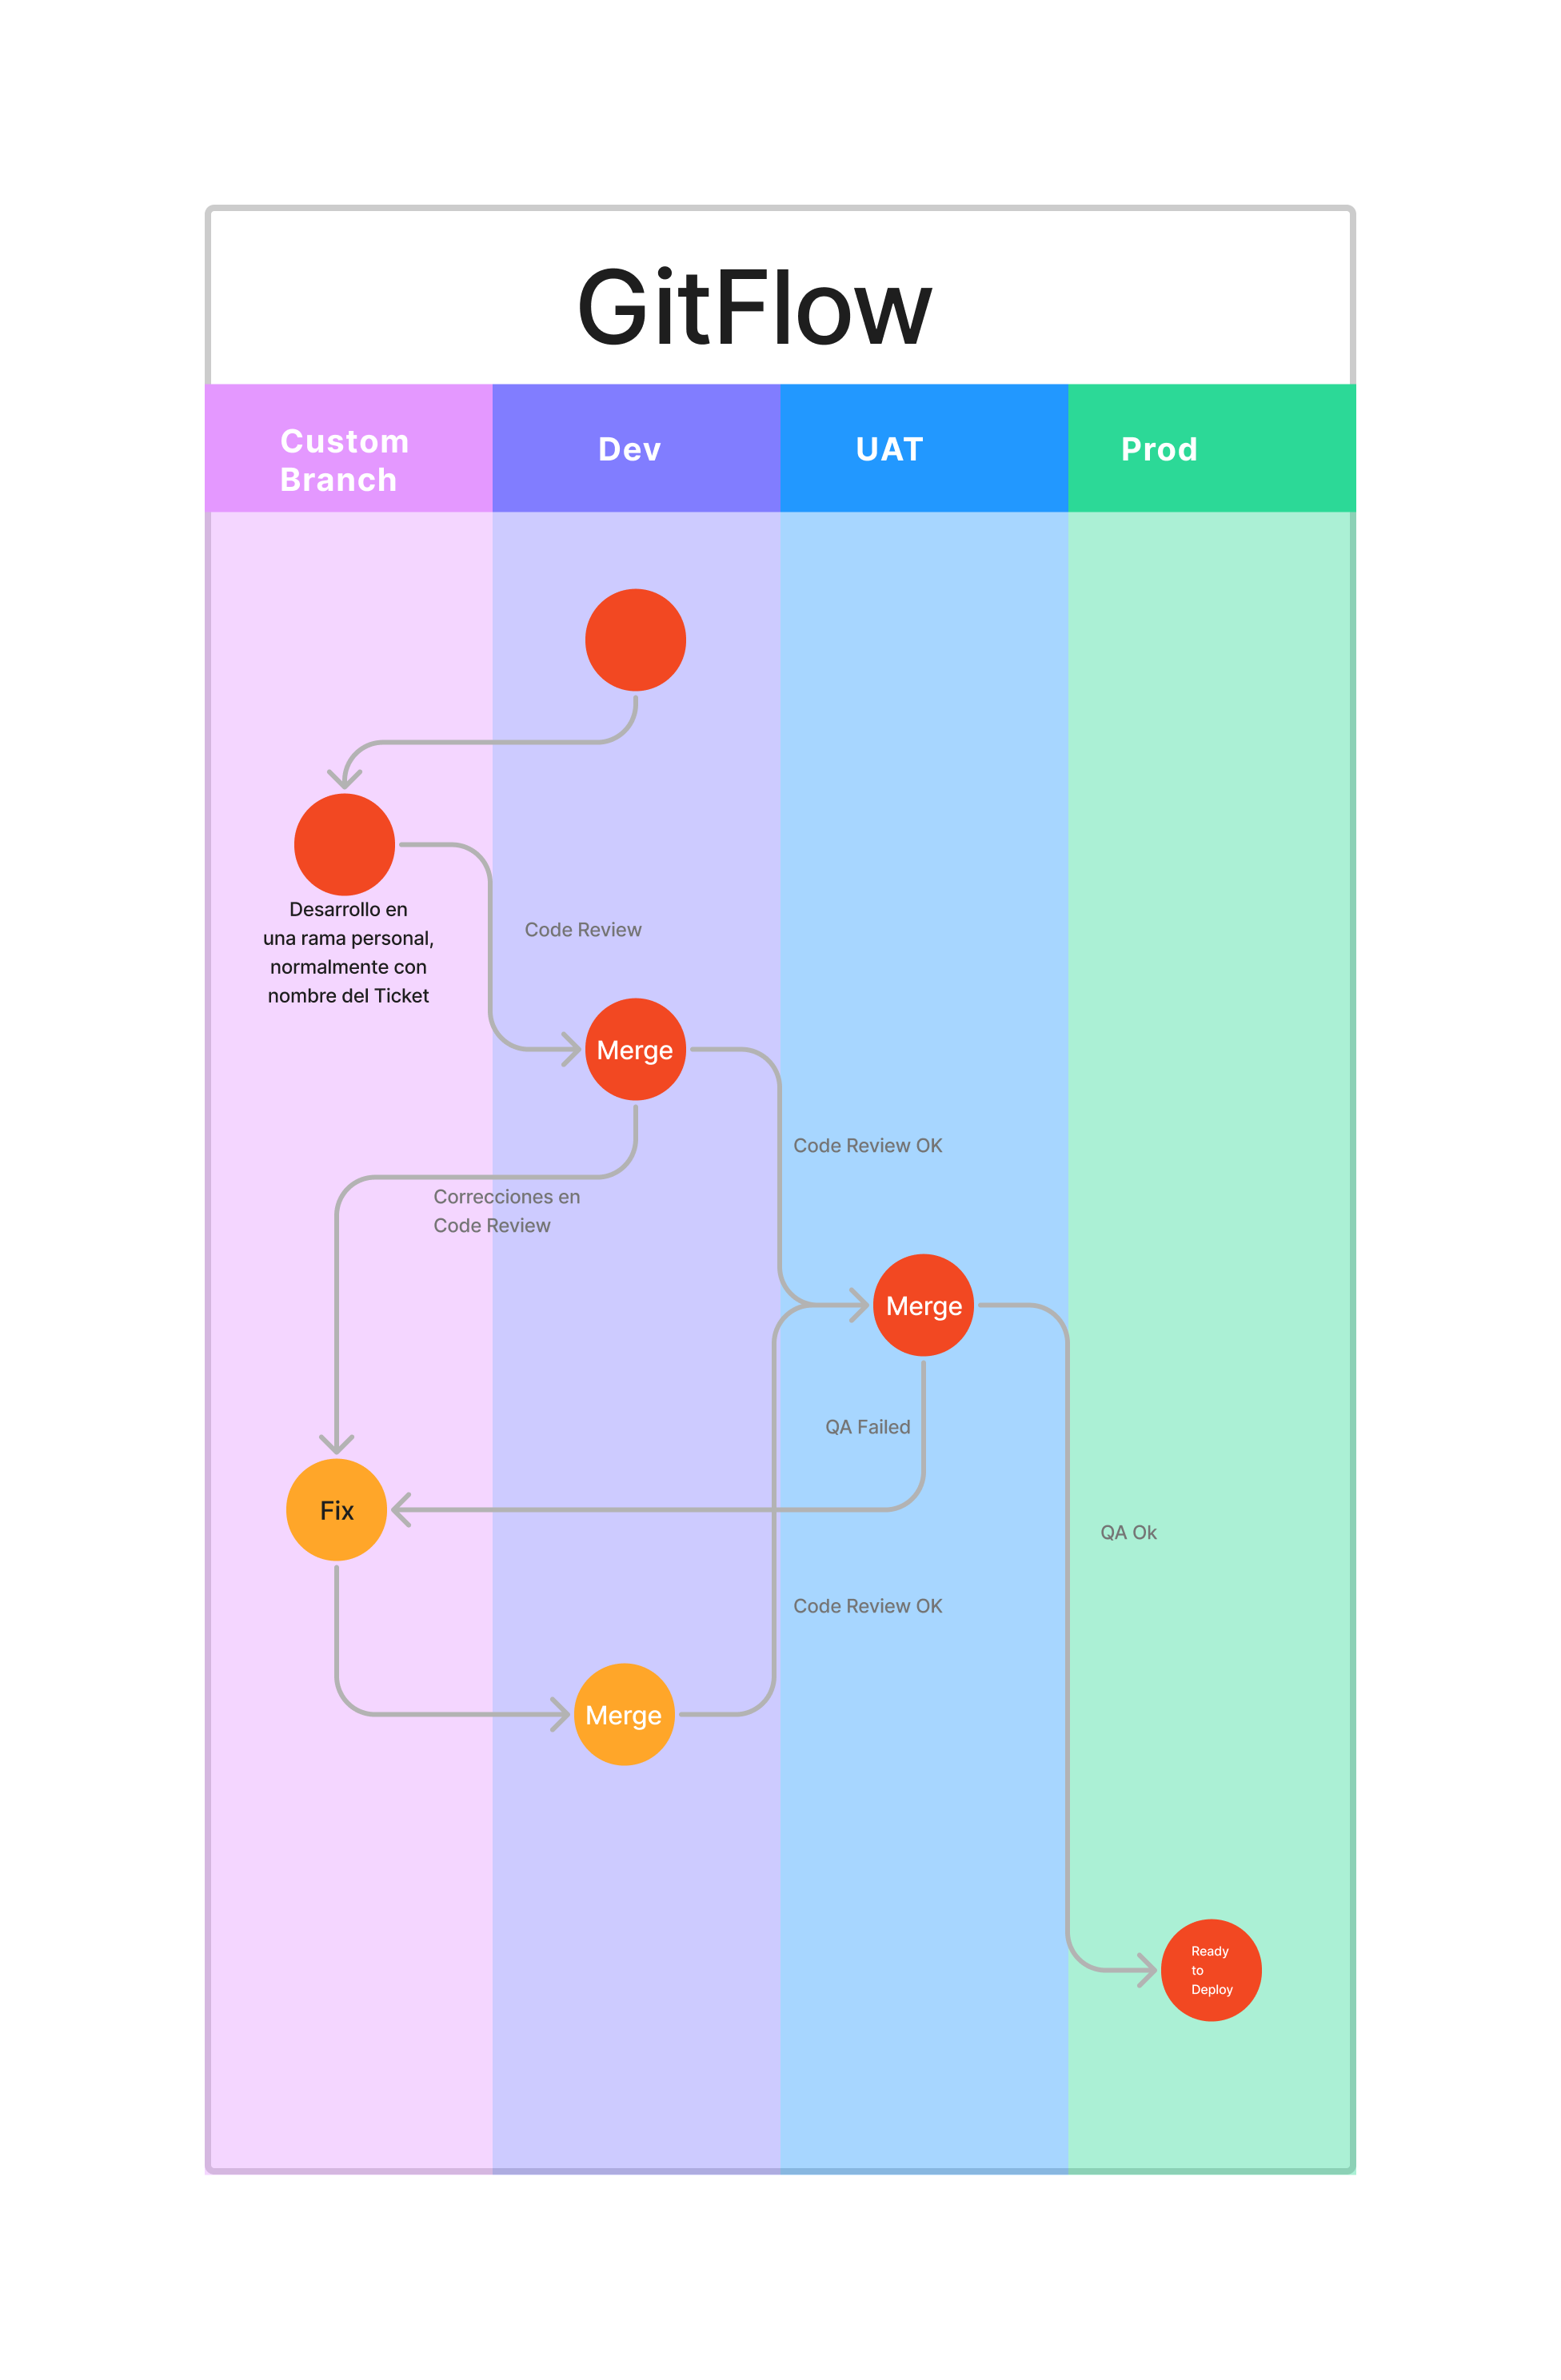 GitFlow
Custom
Branch
Dev
UAT
Prod
Desarrollo en
una rama personal,
normalmente con
nombre del Ticket
Code Review
Merge
Code Review OK
Correcciones en
Code Review
Merge
QA Failed
Fix
QA Ok
Code Review OK
Merge
Ready
to
Deploy